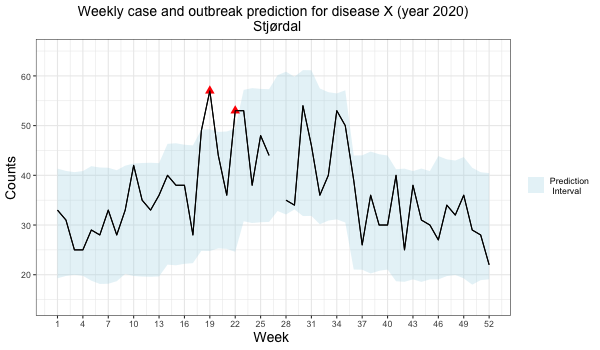 Weekly case and outbreak prediction for disease X (year 2020)
Stjørdal
Counts
60
50
40
30
20
1 4 7 10 13 16 19 22 25 28 31 34 37 40 43 46 49 52
Week
Prediction
Interval